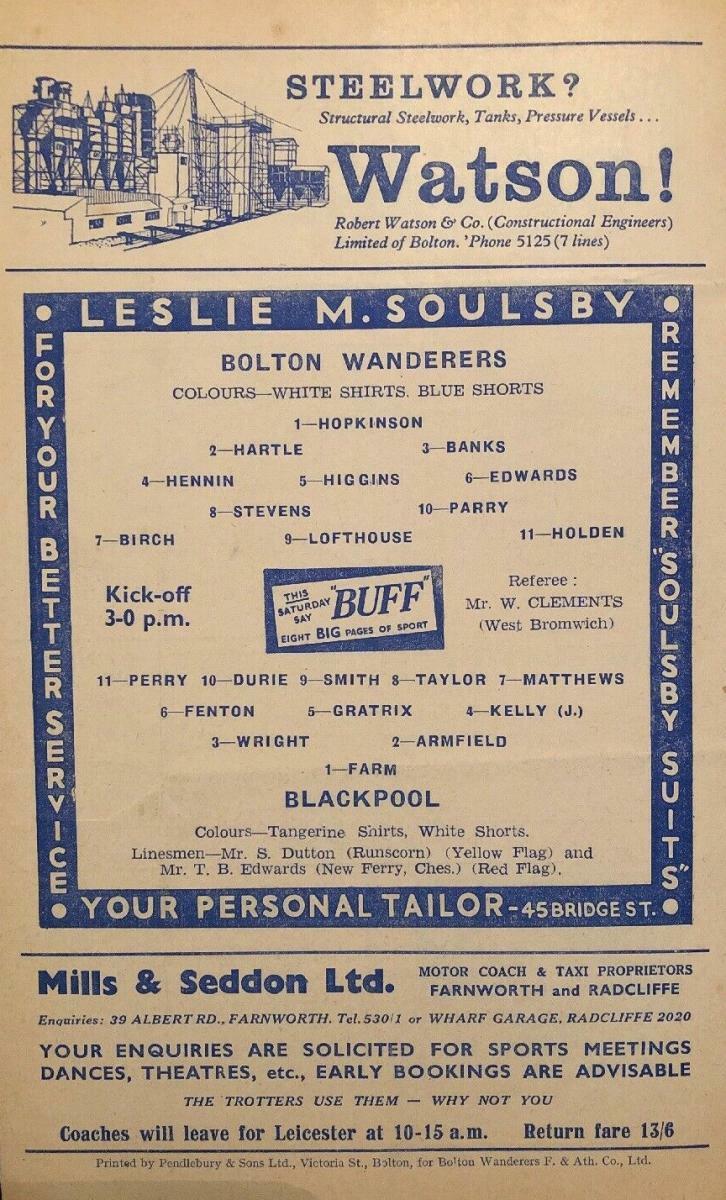 STEELWORK?
Structural Steelwork, Tanks, Pressure Vessels...
Watson!
Robert Watson & Co. (Constructional Engineers)
Limited of Bolton. 'Phone 5125 (7 lines)
LESLIE M. SOULSBY
FOR YOUR BETTER SERVICE
REMEMBER "SOULSBY SUITS"
BOLTON WANDERERS
COLOURS—WHITE SHIRTS. BLUE SHORTS
1—HOPKINSON
2—HARTLE 3—BANKS
4—HENNIN 5—HIGGINS 6—EDWARDS
8—STEVENS 10—PARRY
7—BIRCH 9—LOFTHOUSE 11—HOLDEN
Kick-off
3-0 p.m.
THIS
SATURDAY
SAY
"BUFF"
EIGHT BIG PAGES OF SPORT
Referee :
Mr. W. CLEMENTS
(West Bromwich)
11—PERRY 10—DURIE 9—SMITH 8—TAYLOR 7—MATTHEWS
6—FENTON 5—GRATRIX 4—KELLY (J.)
3—WRIGHT 2—ARMFIELD
1—FARM
BLACKPOOL
Colours—Tangerine Shirts, White Shorts.
Linesmen—Mr. S. Dutton (Runscorn) (Yellow Flag) and
Mr. T. B. Edwards (New Ferry, Ches.) (Red Flag).
YOUR PERSONAL TAILOR-45 BRIDGE ST.
Mills & Seddon Ltd.
MOTOR COACH & TAXI PROPRIETORS
FARNWORTH and RADCLIFFE
Enquiries: 39 ALBERT RD., FARNWORTH. Tel. 530/1 or WHARF GARAGE, RADCLIFFE 2020
YOUR ENQUIRIES ARE SOLICITED FOR SPORTS MEETINGS
DANCES, THEATRES, etc., EARLY BOOKINGS ARE ADVISABLE
THE TROTTERS USE THEM — WHY NOT YOU
Coaches will leave for Leicester at 10-15 a.m. Return fare 13/6
Printed by Pendlebury & Sons Ltd., Victoria St., Bolton, for Bolton Wanderers F. & Ath. Co., Ltd.